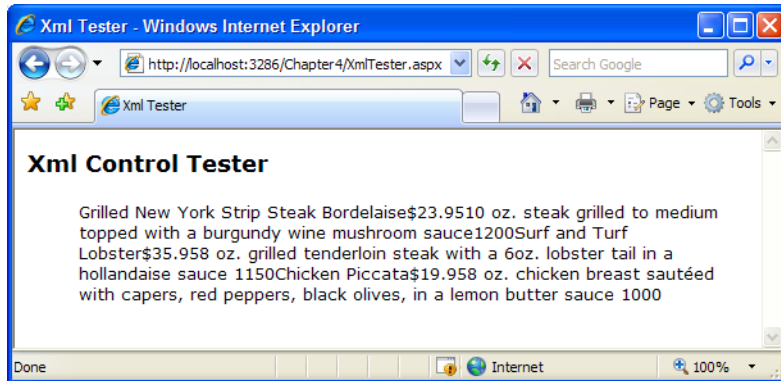 Xml Tester - Windows Internet Explorer
http://localhost:3286/Chapter4/XmlTester.aspx
Search Google
Xml Tester
Page
Tools
Xml Control Tester
Grilled New York Strip Steak Bordelaise$23.9510 oz. steak grilled to medium
topped with a burgundy wine mushroom sauce1200Surf and Turf
Lobster$35.958 oz. grilled tenderloin steak with a 6oz. lobster tail in a
hollandaise sauce 1150Chicken Piccata$19.958 oz. chicken breast sautéed
with capers, red peppers, black olives, in a lemon butter sauce 1000
Done
Internet
100%